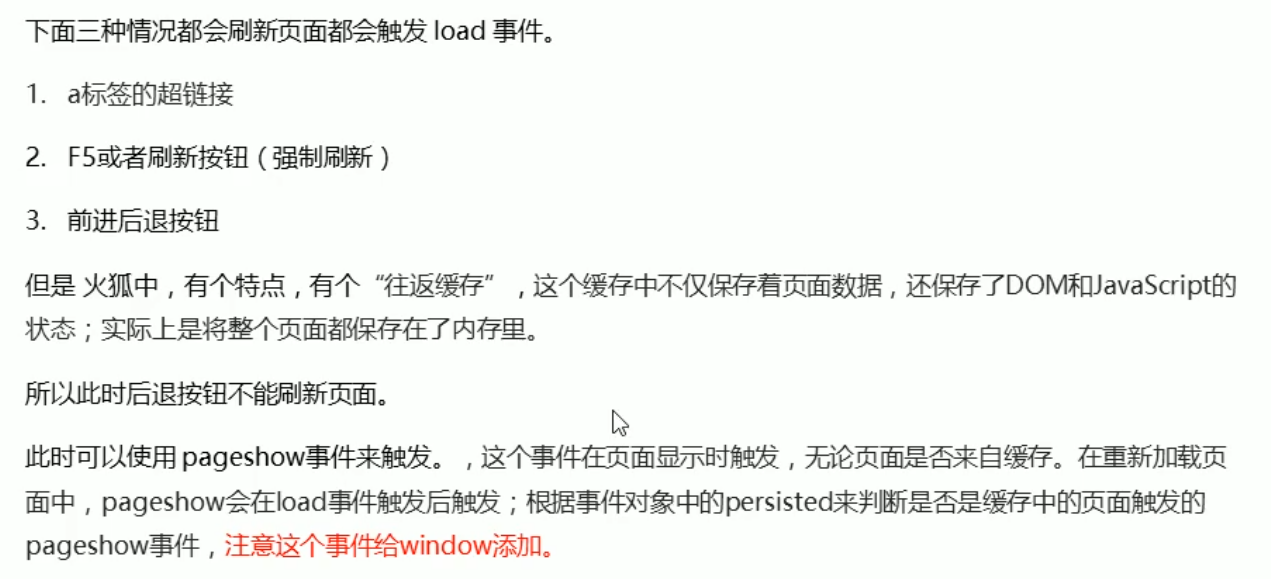 下面三种情况都会刷新页面都会触发 load 事件。
1. a标签的超链接
2. F5或者刷新按钮（强制刷新）
3. 前进后退按钮
但是 火狐中，有个特点，有个“往返缓存”，这个缓存中不仅保存着页面数据，还保存了DOM和JavaScript的
状态；实际上是将整个页面都保存在了内存里。
所以此时后退按钮不能刷新页面。
此时可以使用 pageshow事件来触发。，这个事件在页面显示时触发，无论页面是否来自缓存。在重新加载页
面中，pageshow会在load事件触发后触发；根据事件对象中的persisted来判断是否是缓存中的页面触发的
pageshow事件，注意这个事件给window添加。